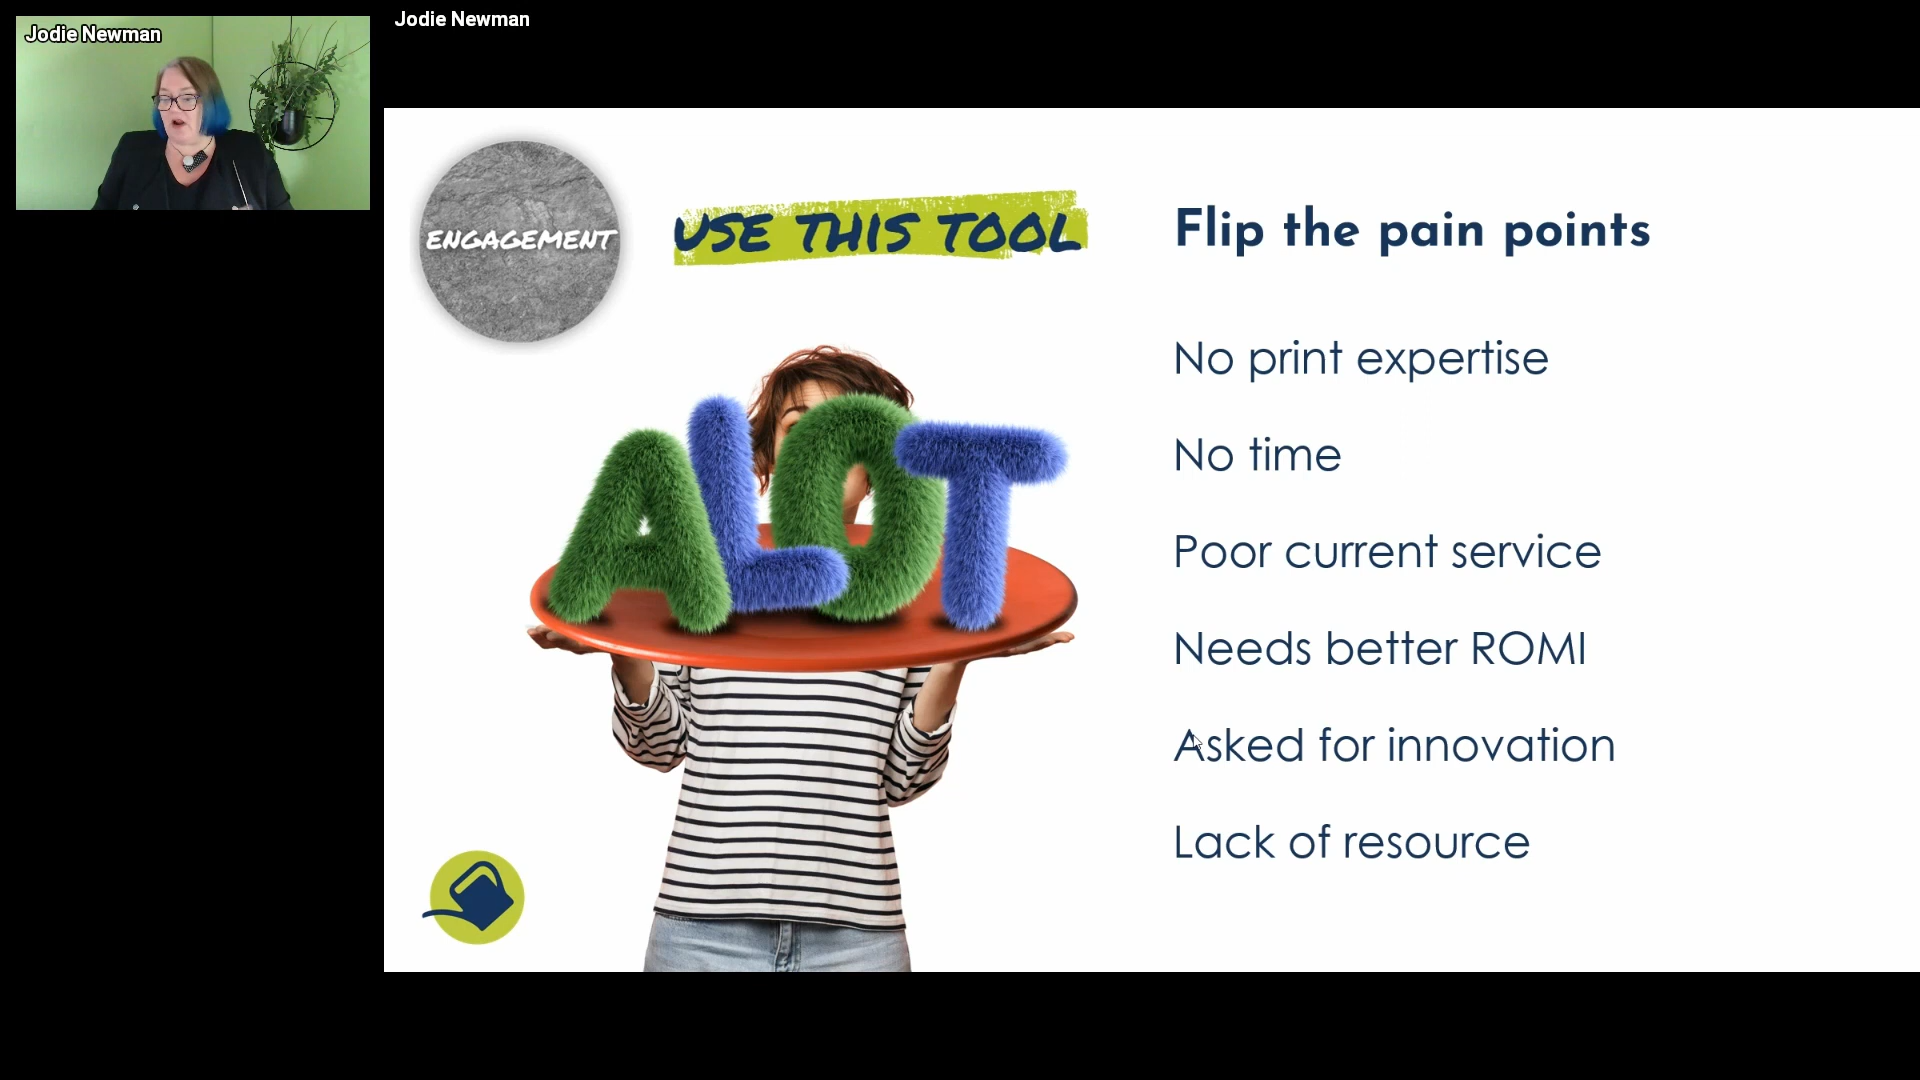 Jodie Newman
Jodie Newman
ENGAGEMENT
USE THIS TOOL
Flip the pain points
ALOT
No print expertise
No time
Poor current service
Needs better ROMI
Asked for innovation
Lack of resource